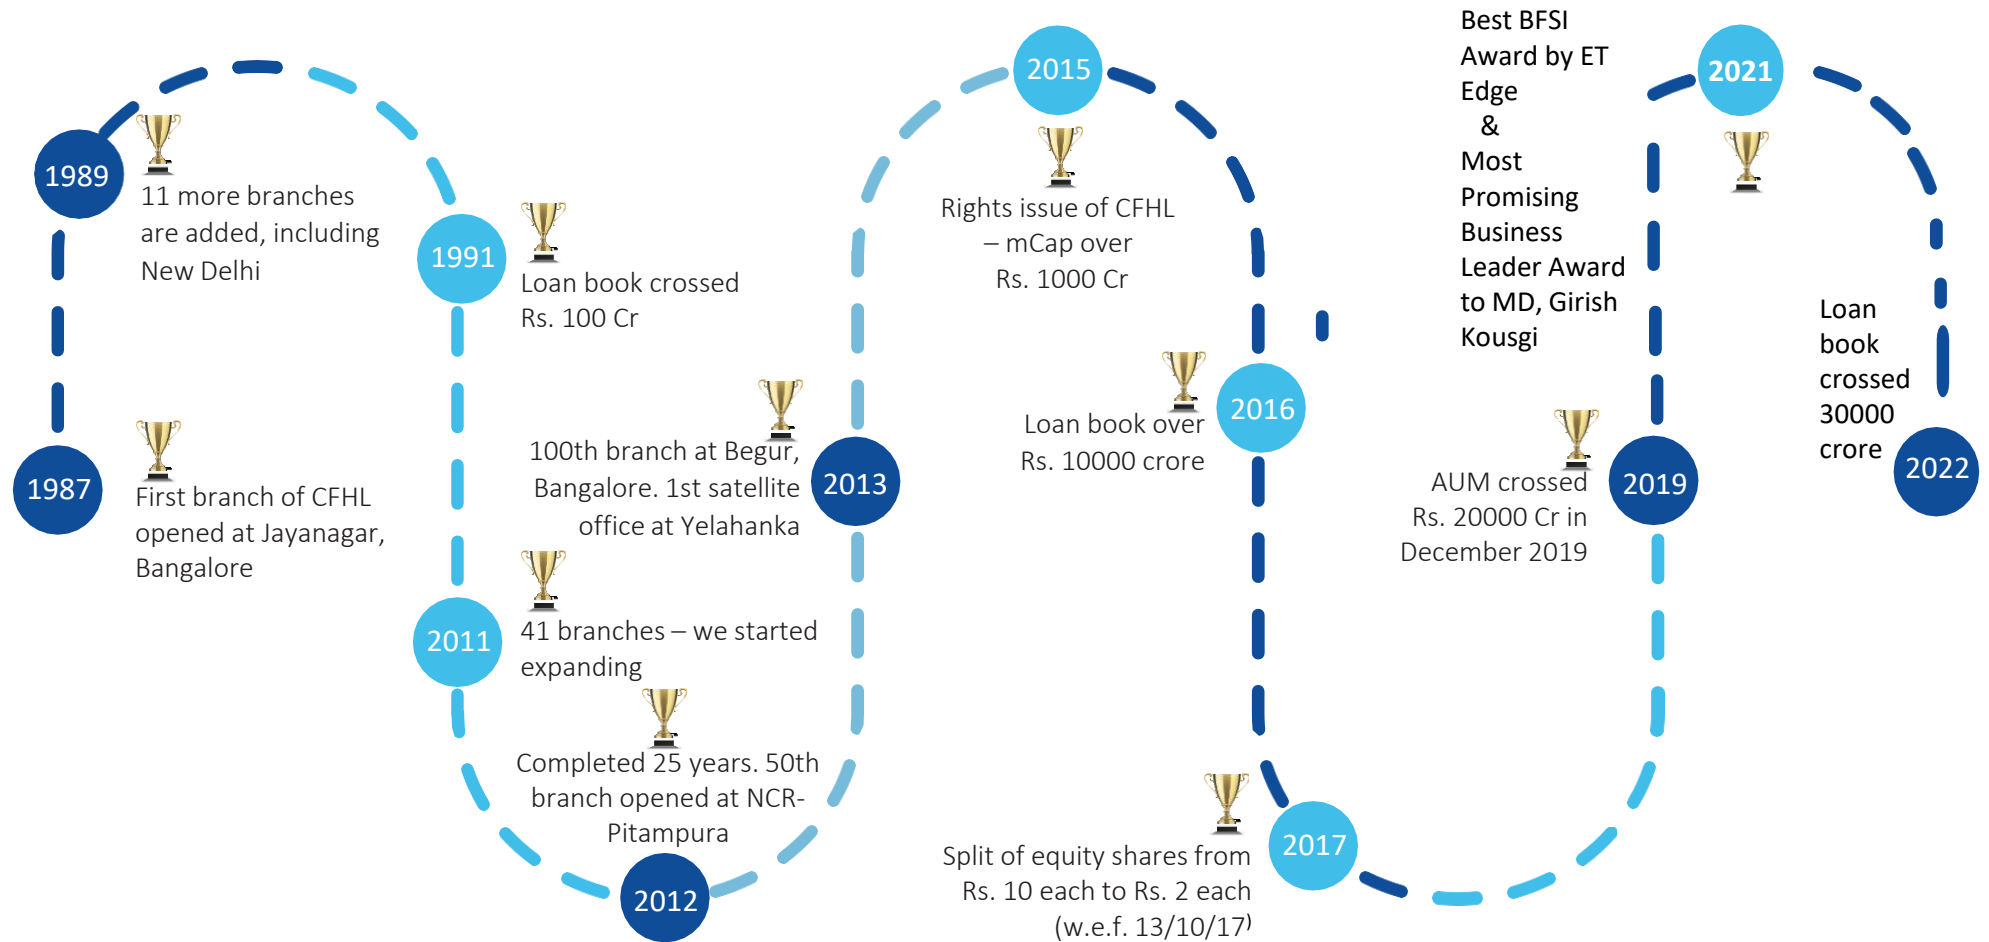 1987
First branch of CFHL
opened at Jayanagar,
Bangalore
1989
11 more branches
are added, including
New Delhi
1991
Loan book crossed
Rs. 100 Cr
2011
41 branches – we started
expanding
Completed 25 years. 50th
branch opened at NCR-
Pitampura
2012
100th branch at Begur,
Bangalore. 1st satellite
office at Yelahanka
2013
2015
Rights issue of CFHL
– mCap over
Rs. 1000 Cr
2016
Loan book over
Rs. 10000 crore
2017
Split of equity shares from
Rs. 10 each to Rs. 2 each
(w.e.f. 13/10/17)
2019
AUM crossed
Rs. 20000 Cr in
December 2019
Best BFSI
Award by ET
Edge
&
Most
Promising
Business
Leader Award
to MD, Girish
Kousgi
2021
Loan
book
crossed
30000
crore
2022